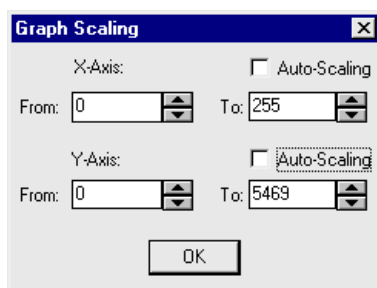 Graph Scaling
X-Axis: Auto-Scaling
From: 0 To: 255
Y-Axis: Auto-Scaling
From: 0 To: 5469
OK